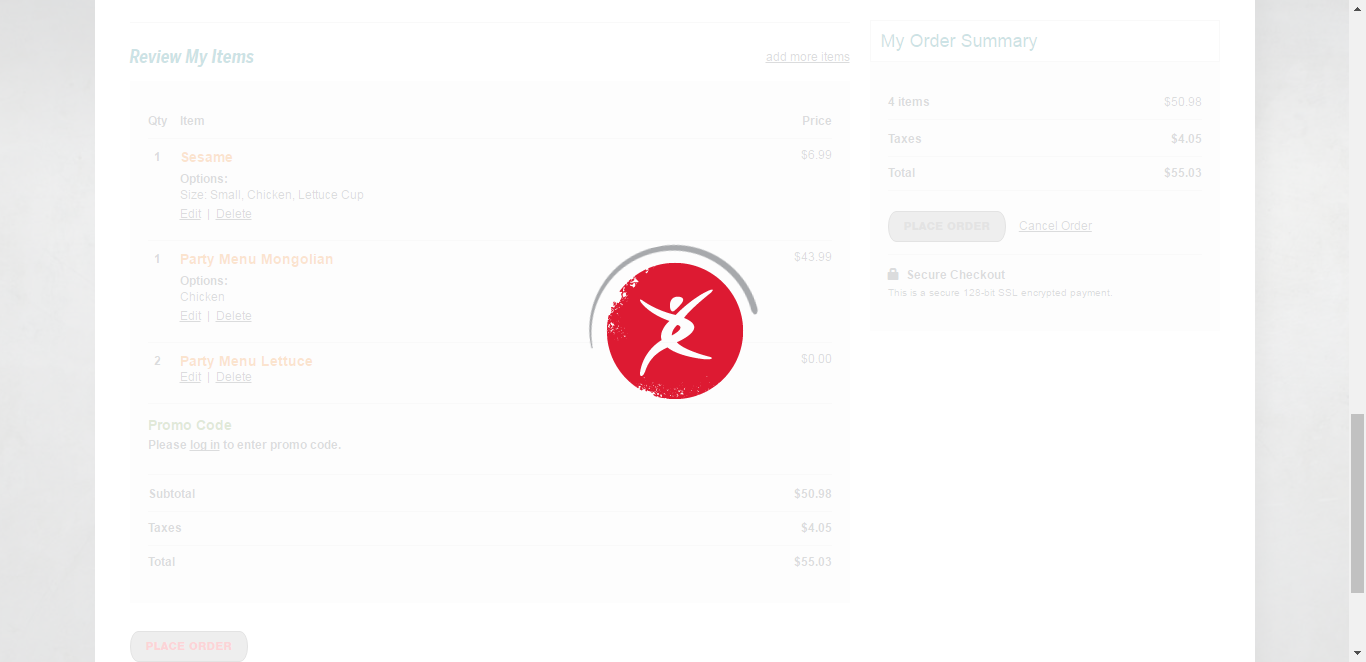 Review My Items
add more items
Qty Item Price
1 Sesame $6.99
Options:
Size: Small, Chicken, Lettuce Cup
Edit | Delete
1 Party Menu Mongolian $43.99
Options:
Chicken
Edit | Delete
2 Party Menu Lettuce $0.00
Edit | Delete
Promo Code
Please log in to enter promo code.
Subtotal $50.98
Taxes $4.05
Total $55.03
PLACE ORDER
My Order Summary
4 items $50.98
Taxes $4.05
Total $55.03
PLACE ORDER Cancel Order
Secure Checkout
This is a secure 128-bit SSL encrypted payment.